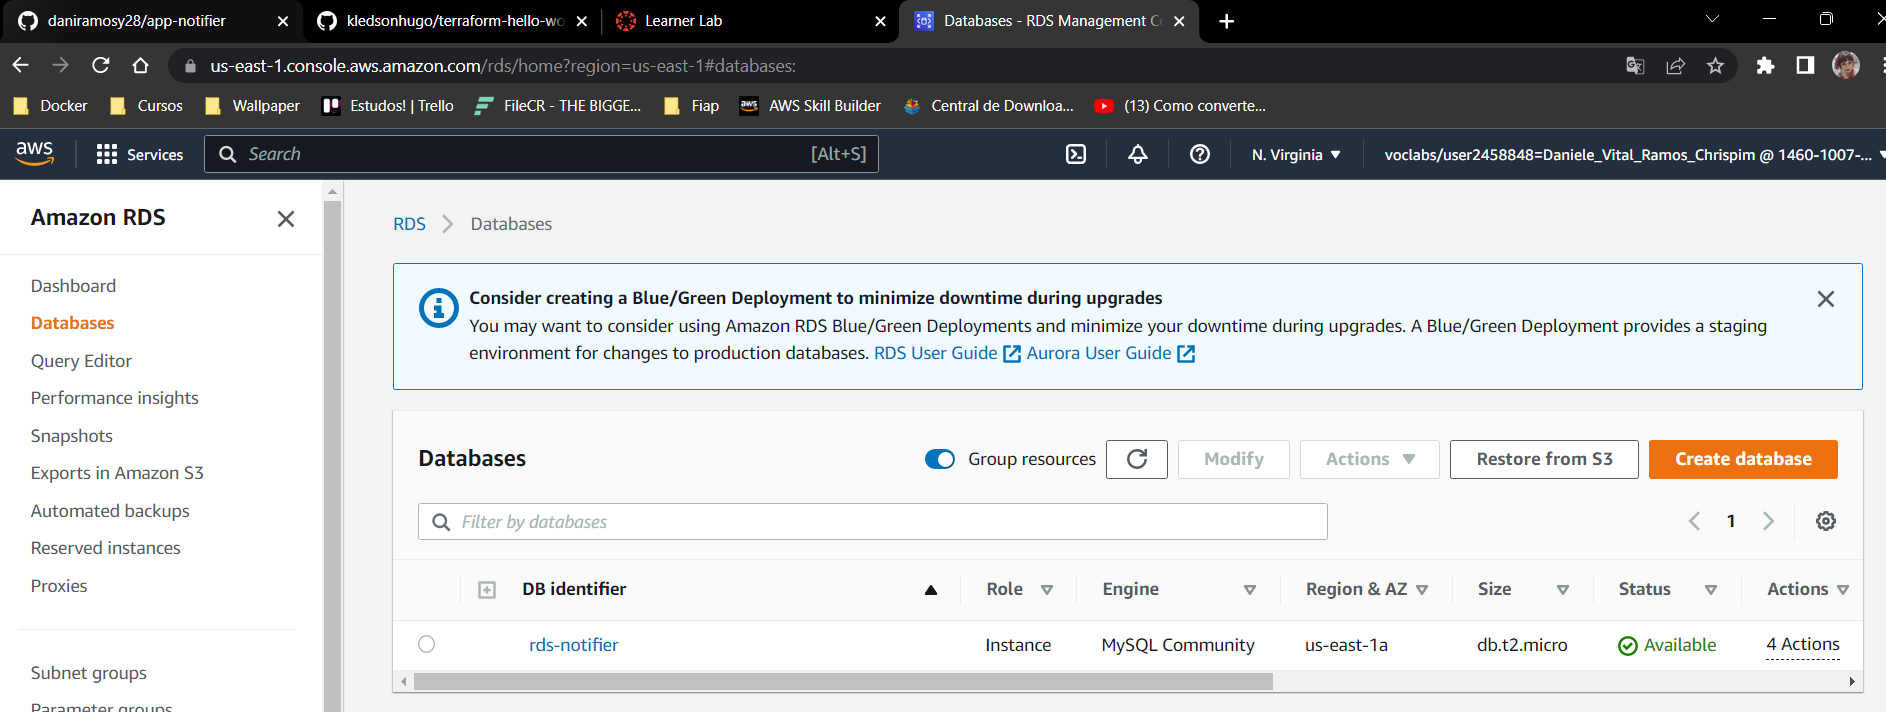 daniramosy28/app-notifier
kledsonhugo/terraform-hello-wo
Learner Lab
Databases - RDS Management C
us-east-1.console.aws.amazon.com/rds/home?region=us-east-1#databases:
Docker
Cursos
Wallpaper
Estudos! | Trello
FileCR - THE BIGGE...
Fiap
aws
AWS Skill Builder
Central de Downloa...
(13) Como converte...
aws
Services
Search
[Alt+S]
N. Virginia
voclabs/user2458848=Daniele_Vital_Ramos_Chrispim @ 1460-1007-...
Amazon RDS
Dashboard
Databases
Query Editor
Performance insights
Snapshots
Exports in Amazon S3
Automated backups
Reserved instances
Proxies
Subnet groups
Parameter groups
RDS
Databases
Consider creating a Blue/Green Deployment to minimize downtime during upgrades
You may want to consider using Amazon RDS Blue/Green Deployments and minimize your downtime during upgrades. A Blue/Green Deployment provides a staging
environment for changes to production databases. RDS User Guide Aurora User Guide
Databases
Group resources
Modify
Actions
Restore from S3
Create database
Filter by databases
1
DB identifier
Role
Engine
Region & AZ
Size
Status
Actions
rds-notifier
Instance
MySQL Community
us-east-1a
db.t2.micro
Available
4 Actions